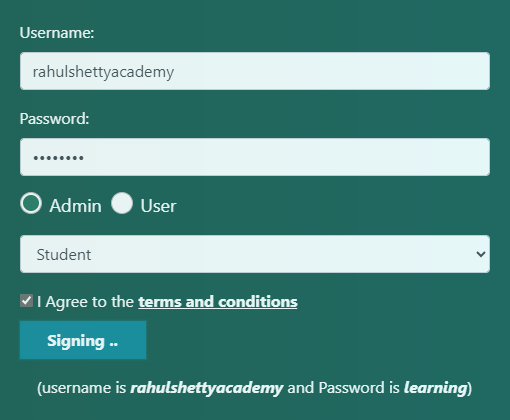 Username:
rahulshettyacademy
Password:
••••••••
Admin User
Student
I Agree to the terms and conditions
Signing ..
(username is rahulshettyacademy and Password is learning)